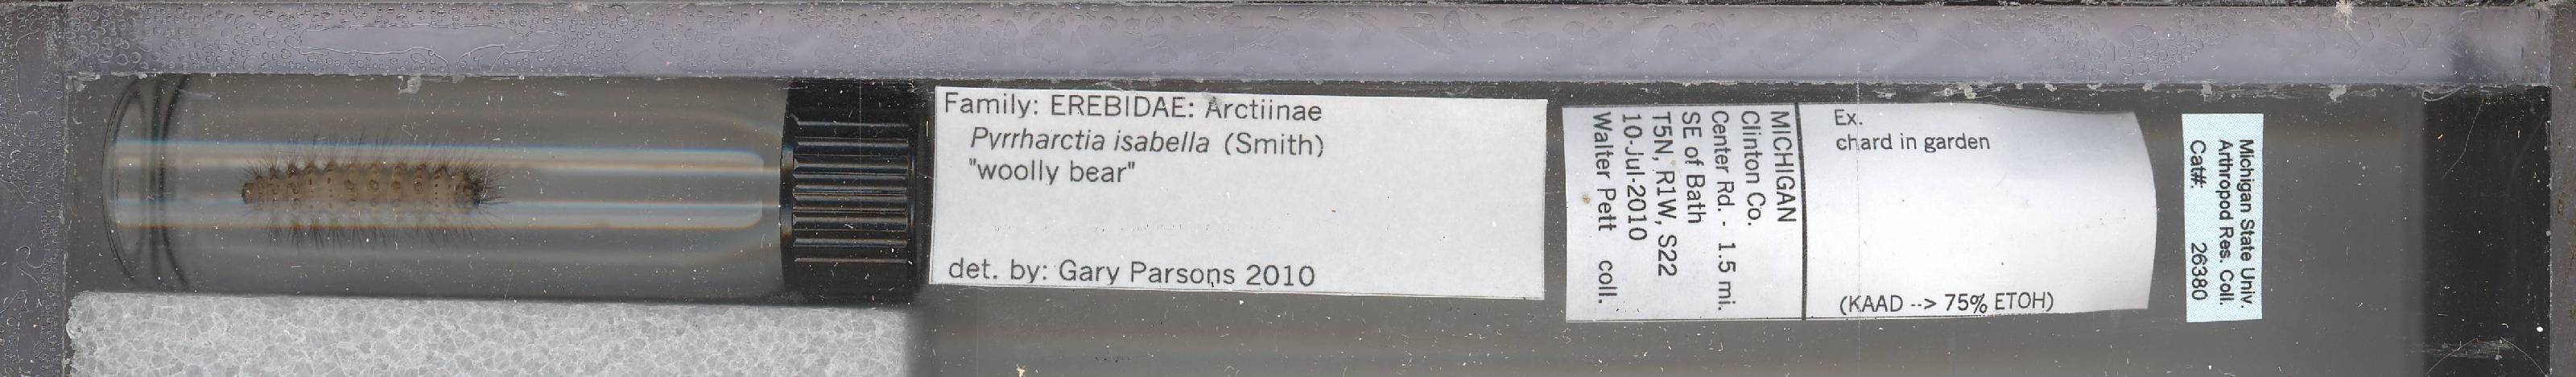 Family: EREBIDAE: Arctiinae
Pyrrharctia isabella (Smith)
"woolly bear"
det. by: Gary Parsons 2010
MICHIGAN
Clinton Co.
Center Rd. - 1.5 mi.
SE of Bath
T5N, R1W, S22
10-Jul-2010
Walter Pett coll.
Ex.
chard in garden
(KAAD --> 75% ETOH)
Michigan State Univ.
Arthropod Res. Coll.
Cat#: 26380